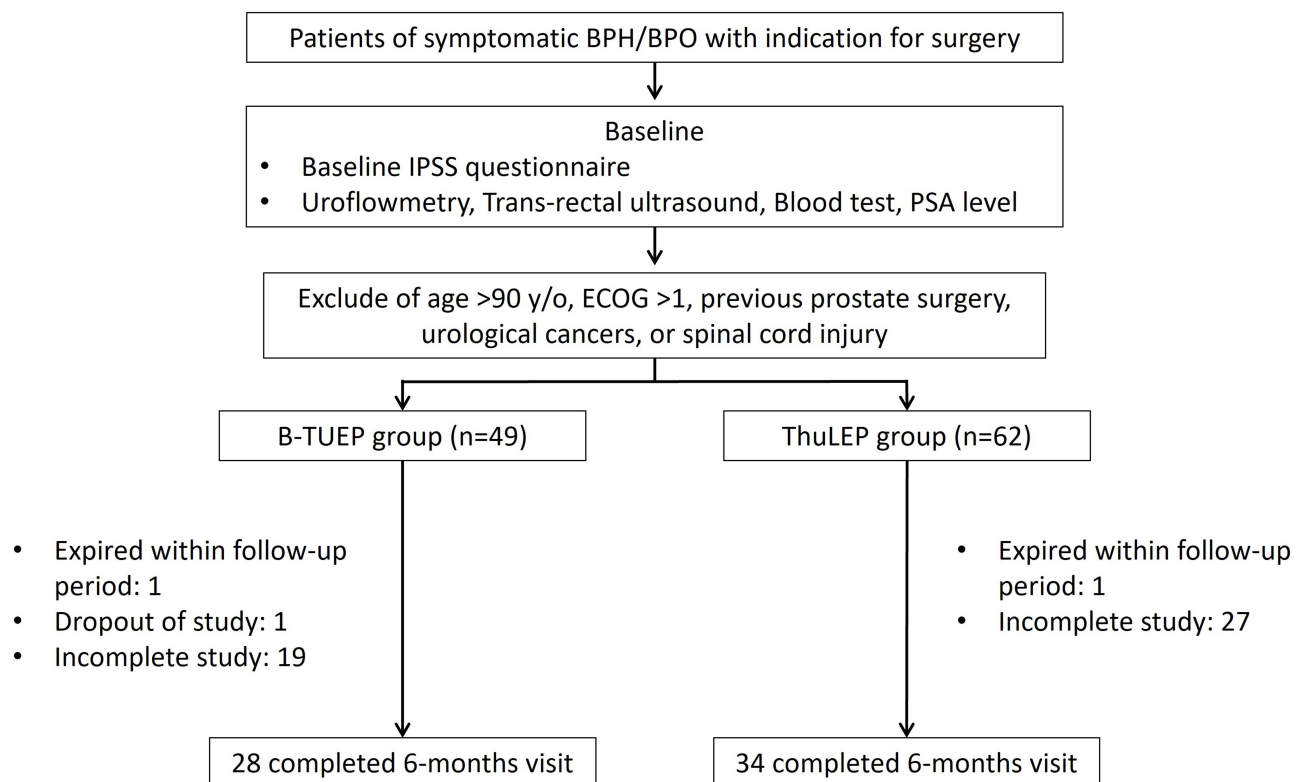 Patients of symptomatic BPH/BPO with indication for surgery
Baseline
• Baseline IPSS questionnaire
• Uroflowmetry, Trans-rectal ultrasound, Blood test, PSA level
Exclude of age >90 y/o, ECOG >1, previous prostate surgery,
urological cancers, or spinal cord injury
B-TUEP group (n=49)
ThuLEP group (n=62)
• Expired within follow-up
period: 1
• Dropout of study: 1
• Incomplete study: 19
• Expired within follow-up
period: 1
• Incomplete study: 27
28 completed 6-months visit
34 completed 6-months visit